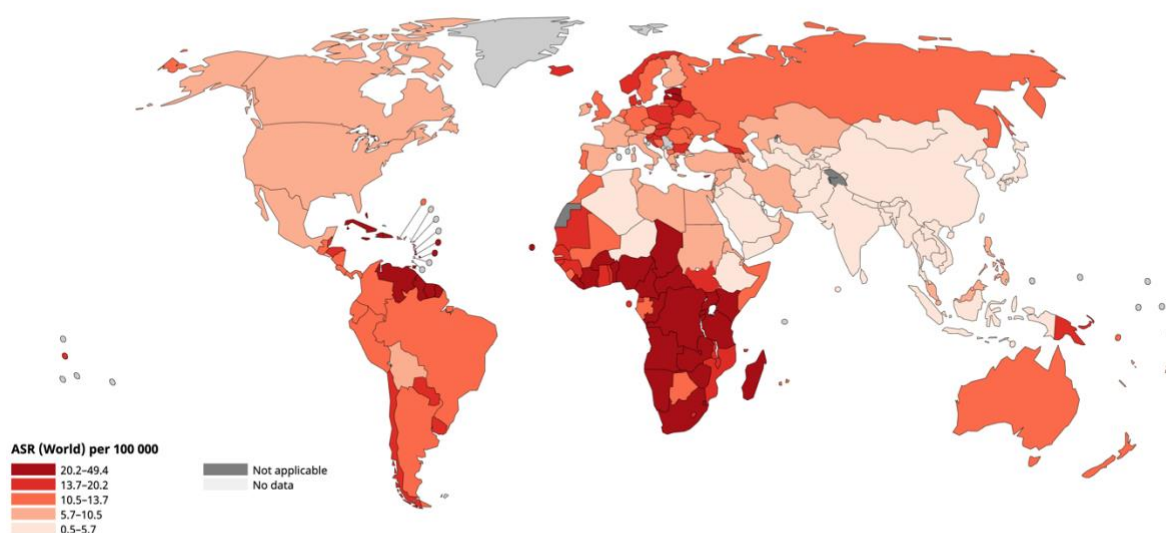 ASR (World) per 100 000
20.2–49.4
13.7–20.2
10.5–13.7
5.7–10.5
0.5–5.7
Not applicable
No data